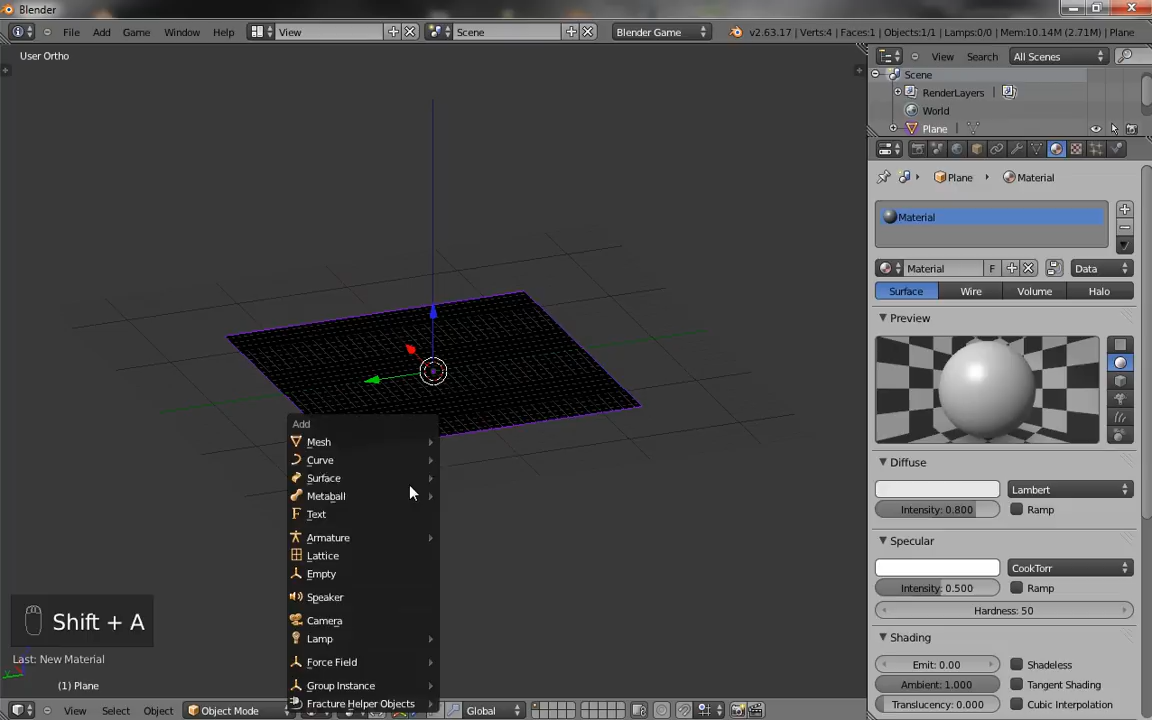 Blender
File Add Game Window Help View Scene Blender Game v2.63.17 | Verts:4 | Faces:1 | Objects:1/1 | Lamps:0/0 | Mem:10.14M (2.71M) | Plane
User Ortho
View Search All Scenes
Scene
RenderLayers
World
Plane
Plane Material
Material
Material F Data
Surface Wire Volume Halo
Preview
Diffuse
Lambert
Intensity: 0.800 Ramp
Specular
CookTorr
Intensity: 0.500 Ramp
Hardness: 50
Shading
Emit: 0.00 Shadeless
Ambient: 1.000 Tangent Shading
Translucency: 0.000 Cubic Interpolation
Add
Mesh
Curve
Surface
Metaball
Text
Armature
Lattice
Empty
Speaker
Camera
Lamp
Force Field
Group Instance
Fracture Helper Objects
Shift + A
Last: New Material
(1) Plane
View Select Object Object Mode Global